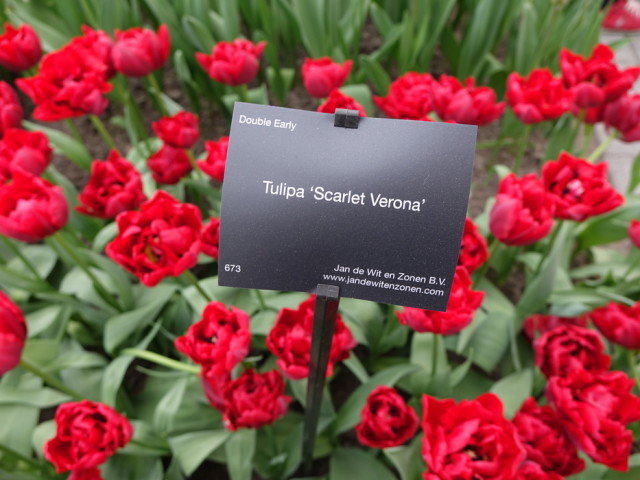 Double Early
Tulipa ‘Scarlet Verona’
673
Jan de Wit en Zonen B.V.
www.jandewitenzonen.com